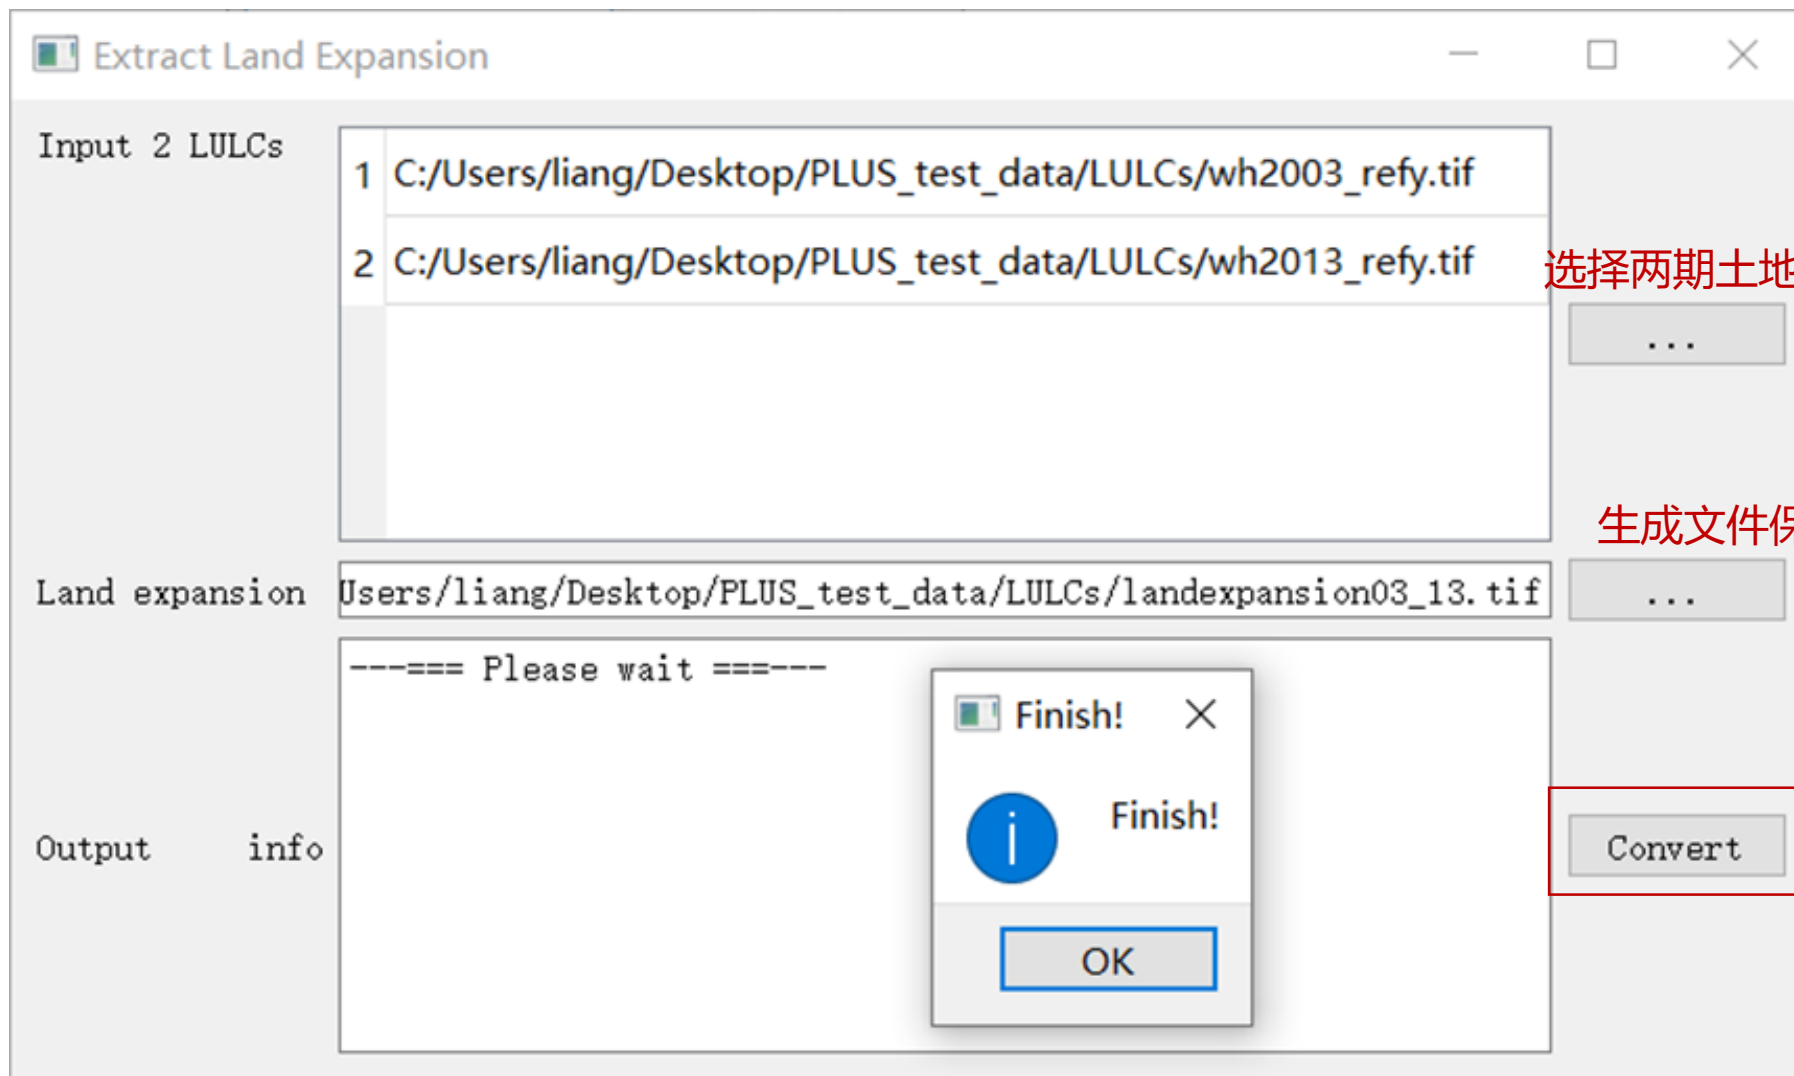 Extract Land Expansion
Input 2 LULCs
1 C:/Users/liang/Desktop/PLUS_test_data/LULCs/wh2003_refy.tif
2 C:/Users/liang/Desktop/PLUS_test_data/LULCs/wh2013_refy.tif
选择两期土地
...
生成文件保
Land expansion Users/liang/Desktop/PLUS_test_data/LULCs/landexpansion03_13.tif ...
---=== Please wait ===---
Finish!
Finish!
Output info
Convert
OK